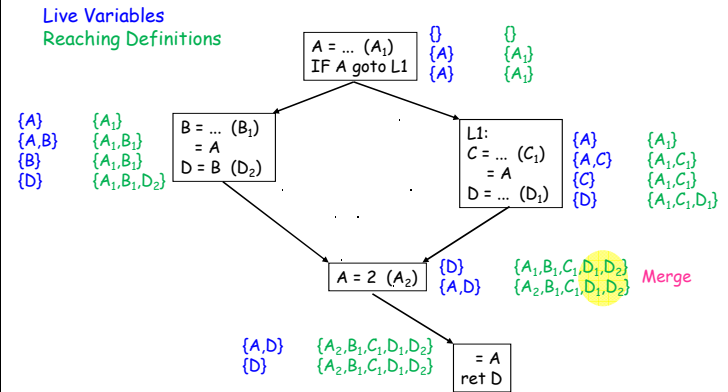 Live Variables
Reaching Definitions
A = ... (A₁)
IF A goto L1
{} {}
{A} {A₁}
{A} {A₁}
{A} {A₁}
{A,B} {A₁,B₁}
{B} {A₁,B₁}
{D} {A₁,B₁,D₂}
B = ... (B₁)
= A
D = B (D₂)
L1:
C = ... (C₁)
= A
D = ... (D₁)
{A} {A₁}
{A,C} {A₁,C₁}
{C} {A₁,C₁}
{D} {A₁,C₁,D₁}
A = 2 (A₂)
{D} {A₁,B₁,C₁,D₁,D₂}
{A,D} {A₂,B₁,C₁,D₁,D₂}
Merge
{A,D} {A₂,B₁,C₁,D₁,D₂}
{D} {A₂,B₁,C₁,D₁,D₂}
= A
ret D